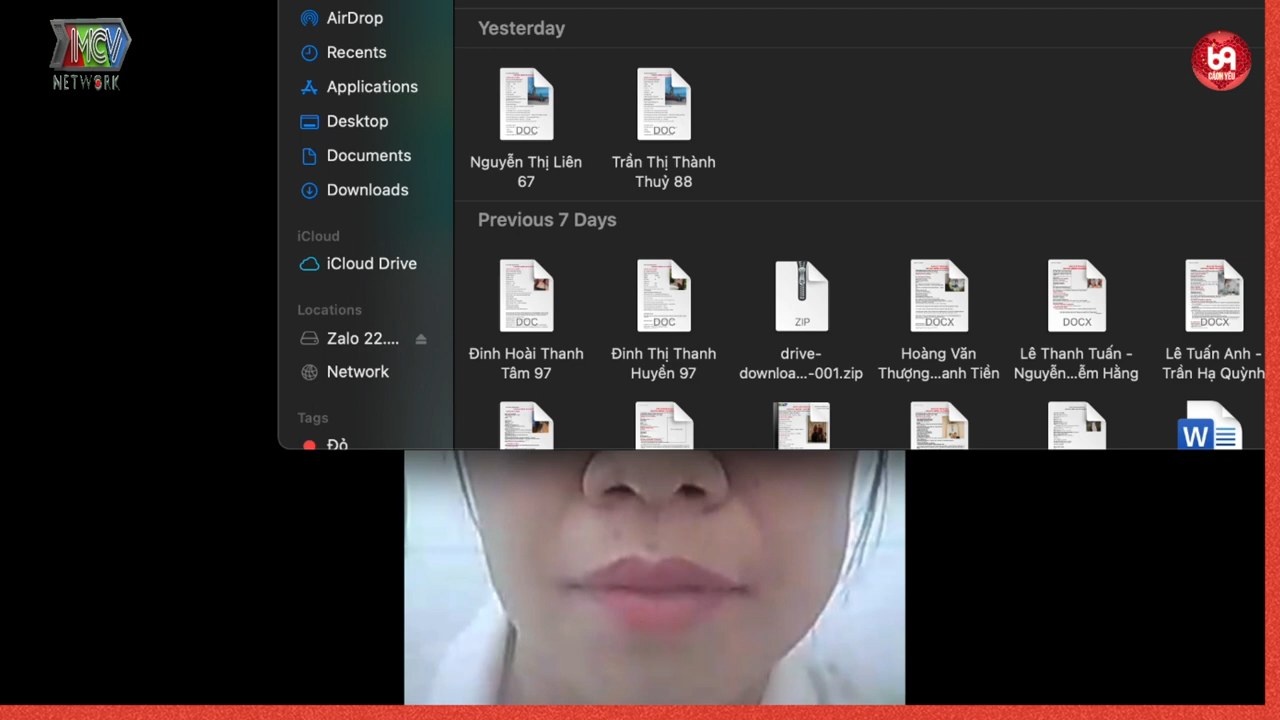 MCV
NETWORK
CÁCH YÊU
AirDrop
Recents
Applications
Desktop
Documents
Downloads
iCloud
iCloud Drive
Locations
Zalo 22....
Network
Tags
Đỏ
Yesterday
DOC
DOC
Nguyễn Thị Liên
67
Trần Thị Thành
Thuỷ 88
Previous 7 Days
DOC
DOC
ZIP
DOCX
DOCX
DOCX
Đinh Hoài Thanh
Tâm 97
Đinh Thị Thanh
Huyền 97
drive-
downloa...-001.zip
Hoàng Văn
Thượng...anh Tiền
Lê Thanh Tuấn -
Nguyễn...ễm Hằng
Lê Tuấn Anh -
Trần Hạ Quỳnh
W